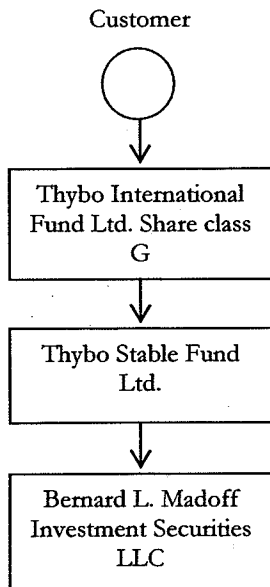 Customer
Thybo International
Fund Ltd. Share class
G
Thybo Stable Fund
Ltd.
Bernard L. Madoff
Investment Securities
LLC